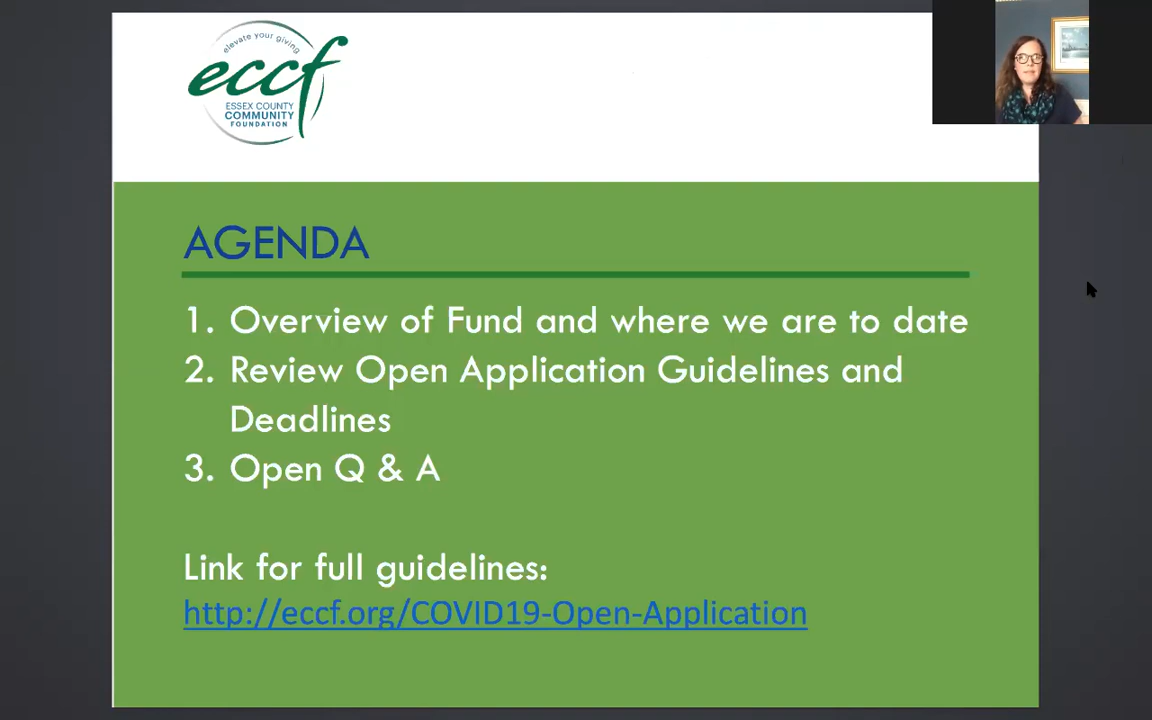 elevate your giving
eccf
ESSEX COUNTY
COMMUNITY
FOUNDATION
AGENDA
1. Overview of Fund and where we are to date
2. Review Open Application Guidelines and
Deadlines
3. Open Q & A
Link for full guidelines:
http://eccf.org/COVID19-Open-Application